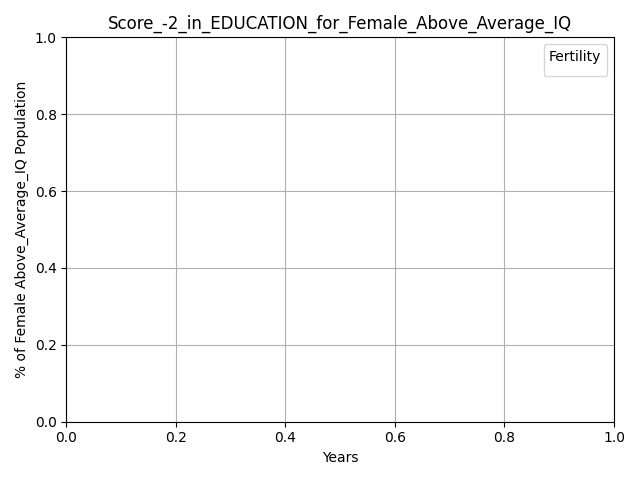 Score_-2_in_EDUCATION_for_Female_Above_Average_IQ
Fertility
% of Female Above_Average_IQ Population
1.0
0.8
0.6
0.4
0.2
0.0
0.0 0.2 0.4 0.6 0.8 1.0
Years